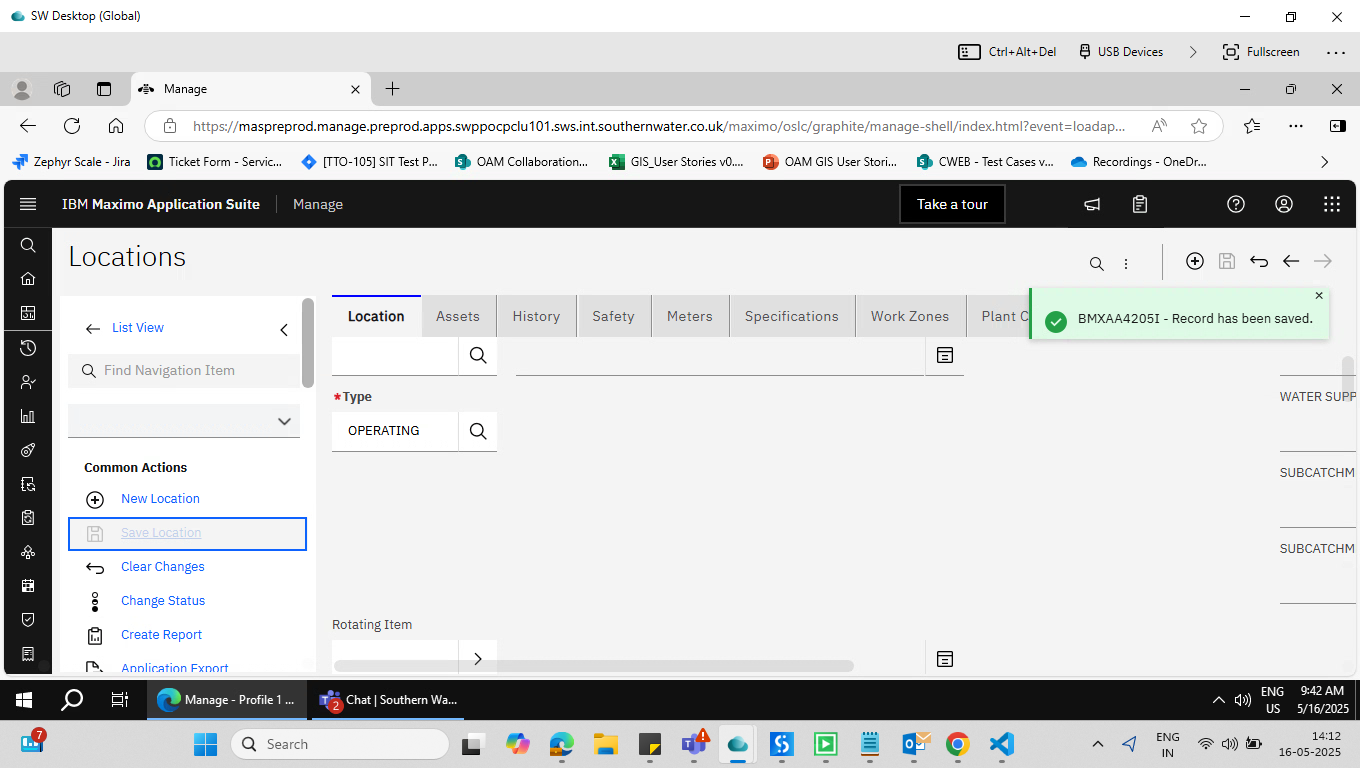 SW Desktop (Global)
Ctrl+Alt+Del
USB Devices
Fullscreen
Manage
https://maspreprod.manage.preprod.apps.swppocpclu101.sws.int.southernwater.co.uk/maximo/oslc/graphite/manage-shell/index.html?event=loadap...
Zephyr Scale - Jira
Ticket Form - Servic...
[TTO-105] SIT Test P...
OAM Collaboration...
GIS_User Stories v0....
OAM GIS User Stori...
CWEB - Test Cases v...
Recordings - OneDr...
IBM Maximo Application Suite
Manage
Take a tour
Locations
List View
Find Navigation Item
Common Actions
New Location
Save Location
Clear Changes
Change Status
Create Report
Application Export
Location
Assets
History
Safety
Meters
Specifications
Work Zones
Plant C
BMXAA4205I - Record has been saved.
*Type
OPERATING
Rotating Item
WATER SUPP
SUBCATCHM
SUBCATCHM
Manage - Profile 1 ...
2
Chat | Southern Wa...
ENG
US
9:42 AM
5/16/2025
7
Search
ENG
IN
14:12
16-05-2025